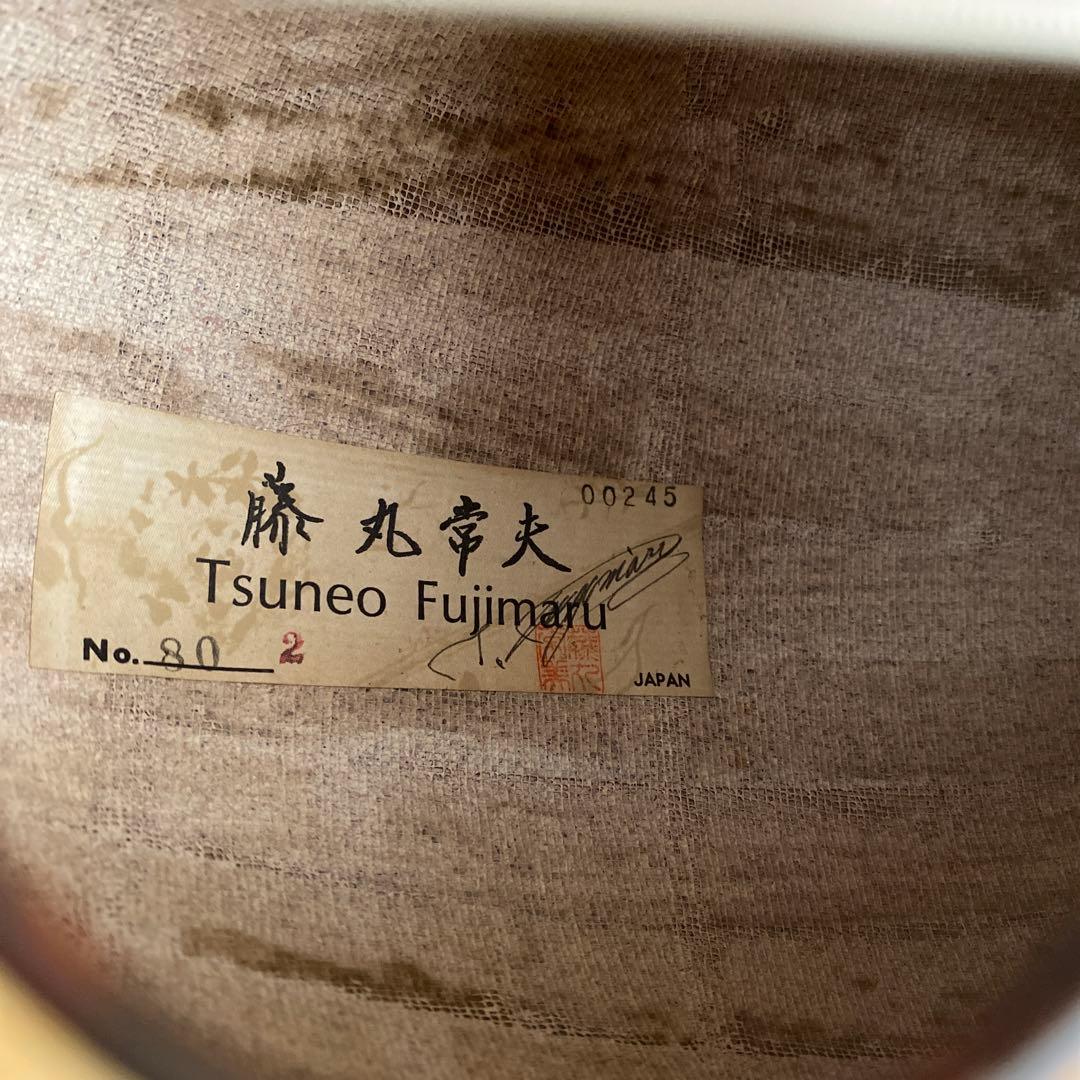 00245
藤丸常夫
Tsuneo Fujimaru
No. 80 2
JAPAN